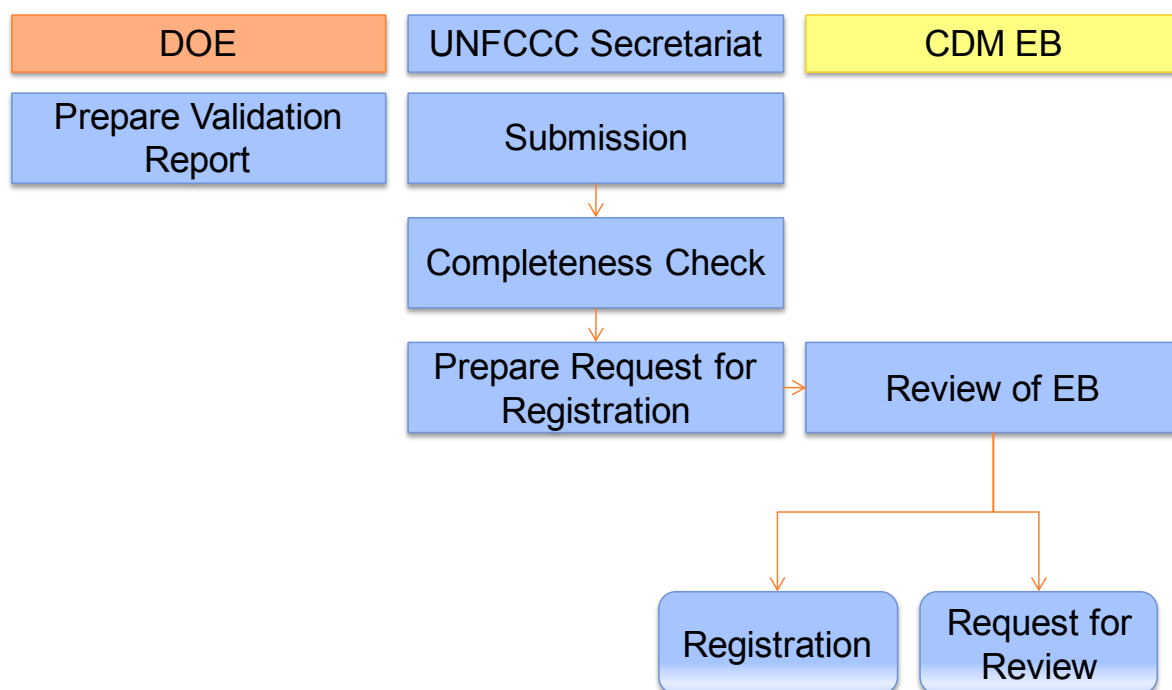 DOE
UNFCCC Secretariat
CDM EB
Prepare Validation
Report
Submission
Completeness Check
Prepare Request for
Registration
Review of EB
Registration
Request for
Review